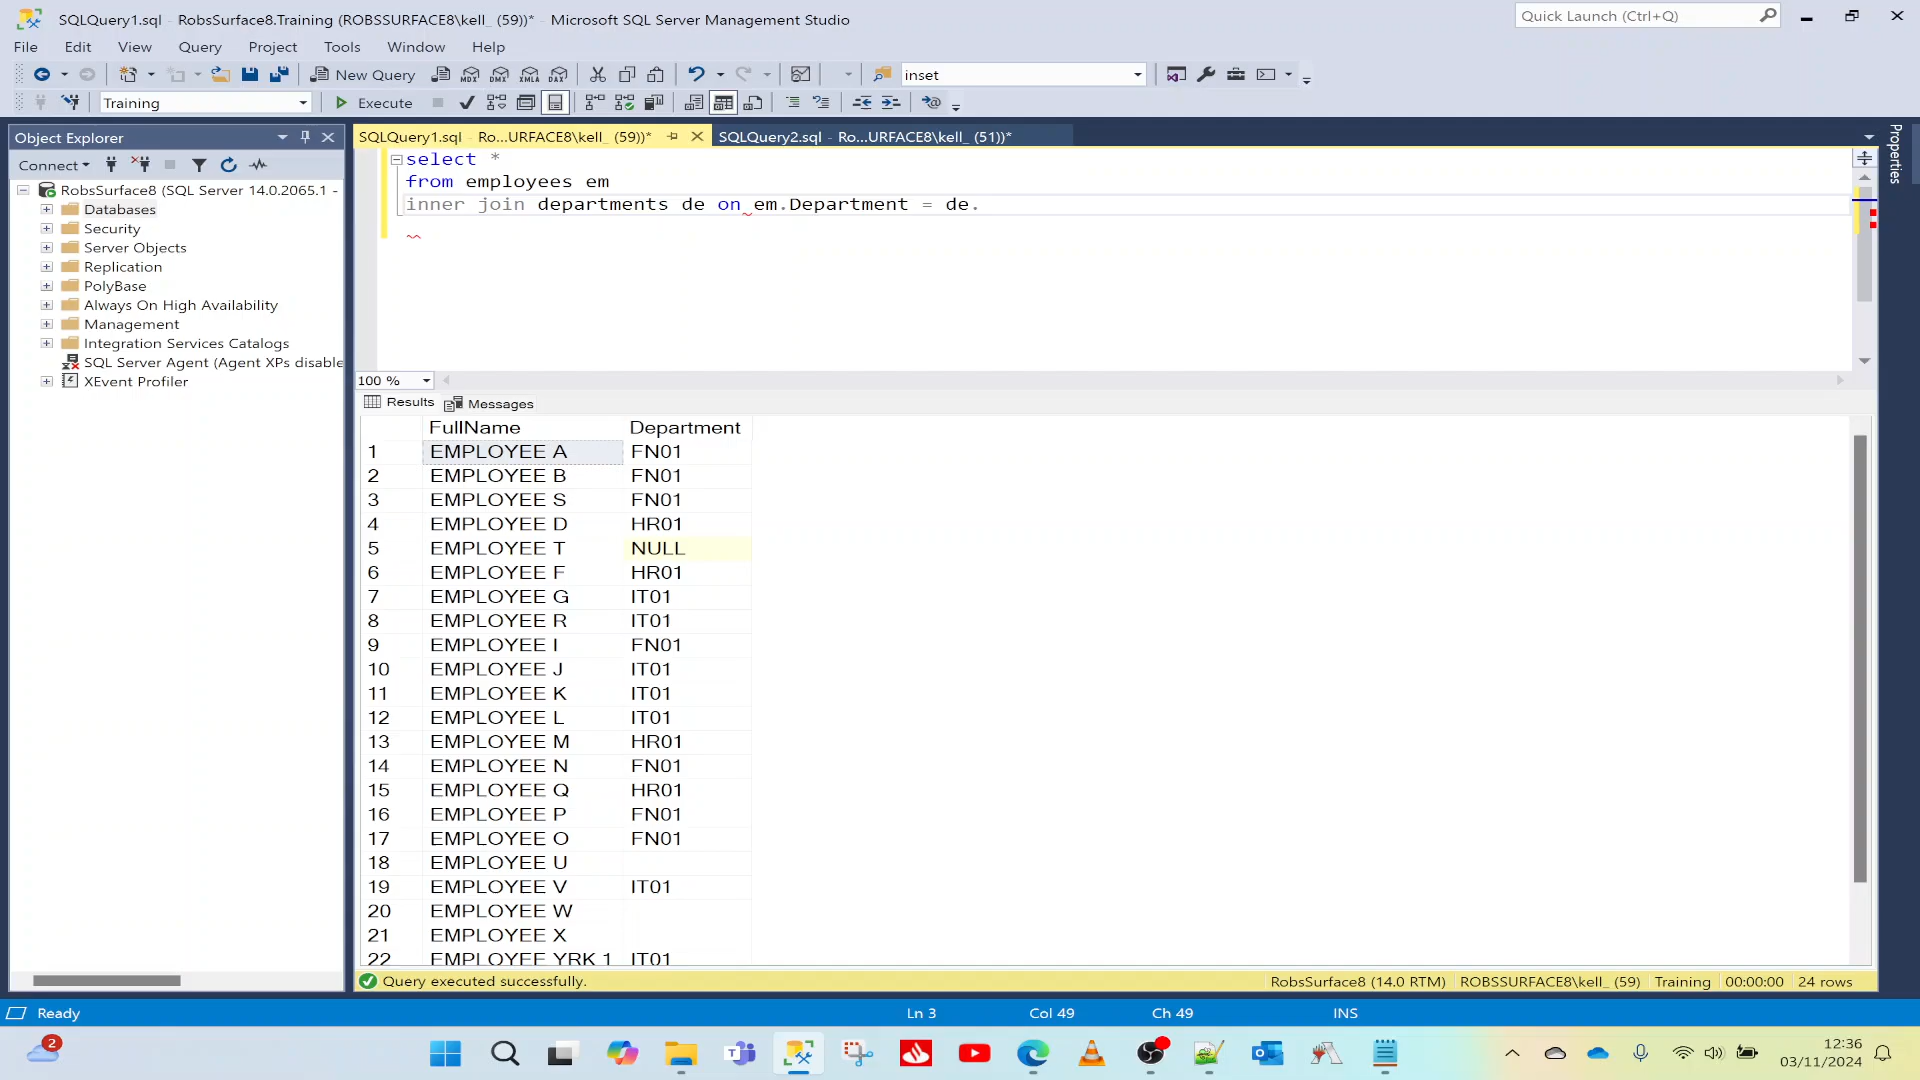 SQLQuery1.sql - RobsSurface8.Training (ROBSSURFACE8\kell_ (59))* - Microsoft SQL Server Management Studio
Quick Launch (Ctrl+Q)
File Edit View Query Project Tools Window Help
New Query
MDX DMX XMLA DAX
inset
Training
Execute
Object Explorer
SQLQuery1.sql - Ro...URFACE8\kell_ (59))*
SQLQuery2.sql - Ro...URFACE8\kell_ (51))*
Properties
Connect
RobsSurface8 (SQL Server 14.0.2065.1 -
Databases
Security
Server Objects
Replication
PolyBase
Always On High Availability
Management
Integration Services Catalogs
SQL Server Agent (Agent XPs disable
XEvent Profiler
select *
from employees em
inner join departments de on em.Department = de.
100 %
Results Messages
FullName Department
1 EMPLOYEE A FN01
2 EMPLOYEE B FN01
3 EMPLOYEE S FN01
4 EMPLOYEE D HR01
5 EMPLOYEE T NULL
6 EMPLOYEE F HR01
7 EMPLOYEE G IT01
8 EMPLOYEE R IT01
9 EMPLOYEE I FN01
10 EMPLOYEE J IT01
11 EMPLOYEE K IT01
12 EMPLOYEE L IT01
13 EMPLOYEE M HR01
14 EMPLOYEE N FN01
15 EMPLOYEE Q HR01
16 EMPLOYEE P FN01
17 EMPLOYEE O FN01
18 EMPLOYEE U
19 EMPLOYEE V IT01
20 EMPLOYEE W
21 EMPLOYEE X
22 EMPLOYEE YRK 1 IT01
Query executed successfully.
RobsSurface8 (14.0 RTM) ROBSSURFACE8\kell_ (59) Training 00:00:00 24 rows
Ready
Ln 3
Col 49
Ch 49
INS
2
12:36
03/11/2024